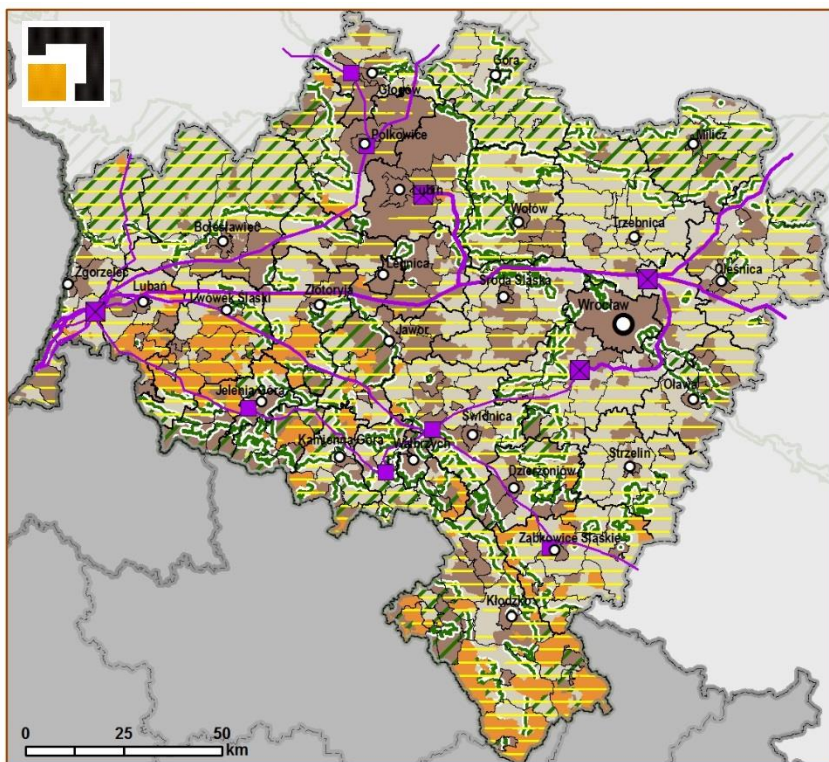 Góra
Głogów
Polkowice
Milicz
Lubin
Wołów
Trzebnica
Bolesławiec
Legnica
Oleśnica
Zgorzelec
Lubań
Lwówek Śląski
Złotoryja
Środa Śląska
Wrocław
Jawor
Jelenia Góra
Oława
Świdnica
Kamienna Góra
Wałbrzych
Strzelin
Dzierżoniów
Ząbkowice Śląskie
Kłodzko
0 25 50
km